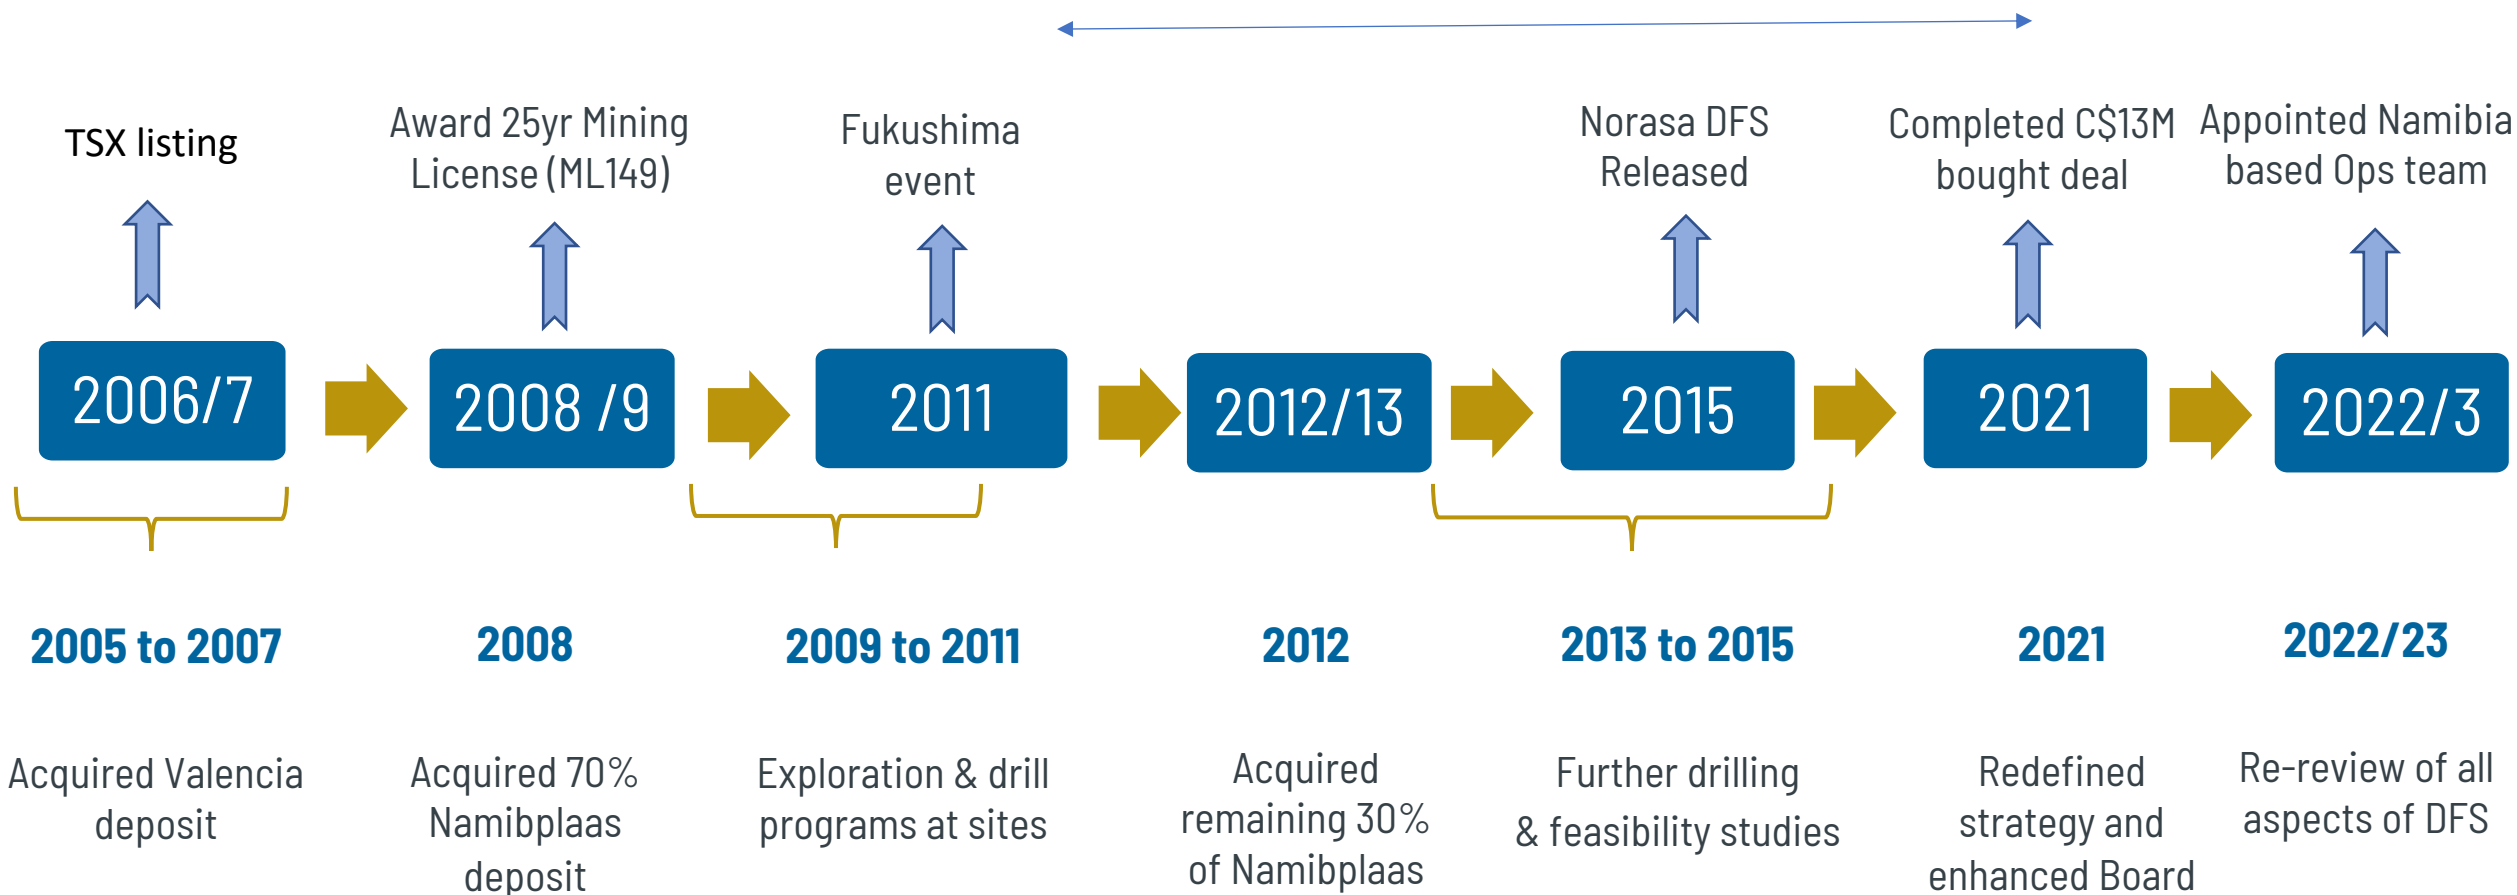 TSX listing
Award 25yr Mining
License (ML149)
Fukushima
event
Norasa DFS
Released
Completed C$13M
bought deal
Appointed Namibia
based Ops team
2006/7
2008 /9
2011
2012/13
2015
2021
2022/3
2005 to 2007
2008
2009 to 2011
2012
2013 to 2015
2021
2022/23
Acquired Valencia
deposit
Acquired 70%
Namibplaas
deposit
Exploration & drill
programs at sites
Acquired
remaining 30%
of Namibplaas
Further drilling
& feasibility studies
Redefined
strategy and
enhanced Board
Re-review of all
aspects of DFS